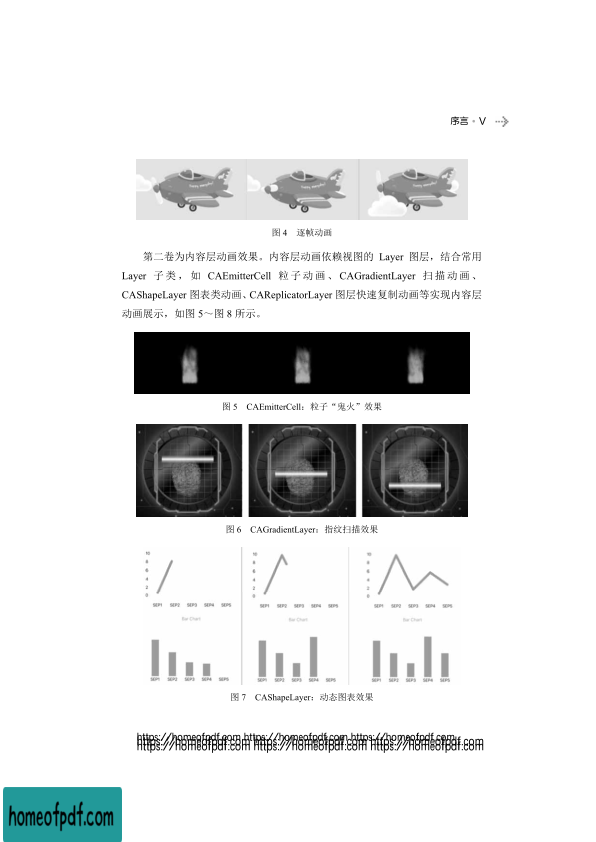 序言·V
图 4 逐帧动画
第二卷为内容层动画效果。内容层动画依赖视图的 Layer 图层，结合常用
Layer 子类，如 CAEmitterCell 粒子动画、CAGradientLayer 扫描动画、
CAShapeLayer 图表类动画、CAReplicatorLayer 图层快速复制动画等实现内容层
动画展示，如图 5～图 8 所示。
图 5 CAEmitterCell：粒子“鬼火”效果
图 6 CAGradientLayer：指纹扫描效果
10
8
6
4
2
0
SEP1 SEP2 SEP3 SEP4 SEP5
Bar Chart
SEP1 SEP2 SEP3 SEP4 SEP5
10
8
6
4
2
0
SEP1 SEP2 SEP3 SEP4 SEP5
Bar Chart
SEP1 SEP2 SEP3 SEP4 SEP5
10
8
6
4
2
0
SEP1 SEP2 SEP3 SEP4 SEP5
Bar Chart
SEP1 SEP2 SEP3 SEP4 SEP5
图 7 CAShapeLayer：动态图表效果
https://homeofpdf.com https://homeofpdf.com https://homeofpdf.com
https://homeofpdf.com https://homeofpdf.com https://homeofpdf.com
https://homeofpdf.com https://homeofpdf.com https://homeofpdf.com
homeofpdf.com